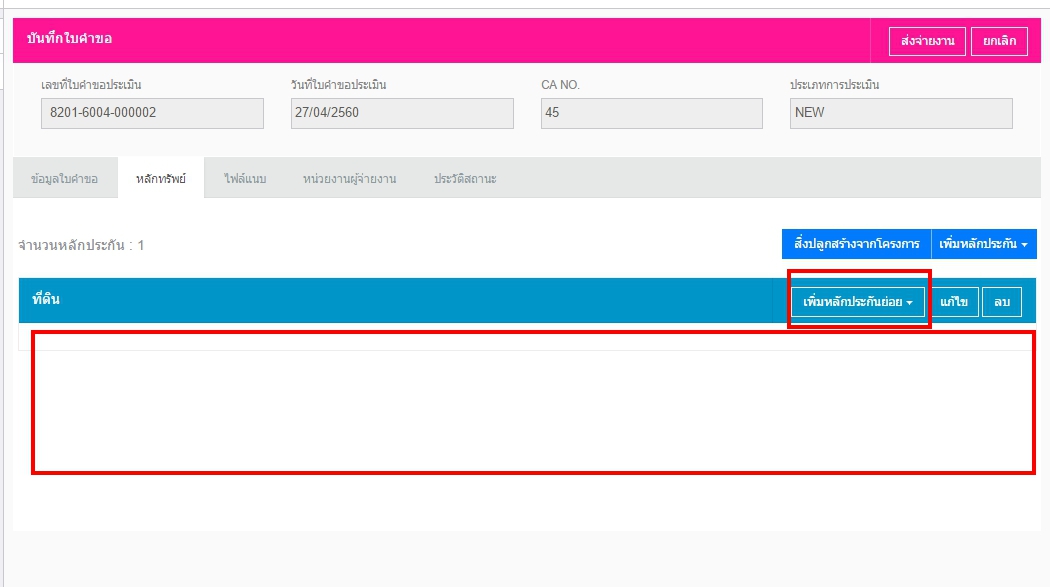 บันทึกใบคำขอ ส่งจ่ายงาน ยกเลิก
เลขที่ใบคำขอประเมิน วันที่ใบคำขอประเมิน CA NO. ประเภทการประเมิน
8201-6004-000002 27/04/2560 45 NEW
ข้อมูลใบคำขอ หลักทรัพย์ ไฟล์แนบ หน่วยงานผู้จ่ายงาน ประวัติสถานะ
จำนวนหลักประกัน : 1 สิ่งปลูกสร้างจากโครงการ เพิ่มหลักประกัน
ที่ดิน เพิ่มหลักประกันย่อย แก้ไข ลบ